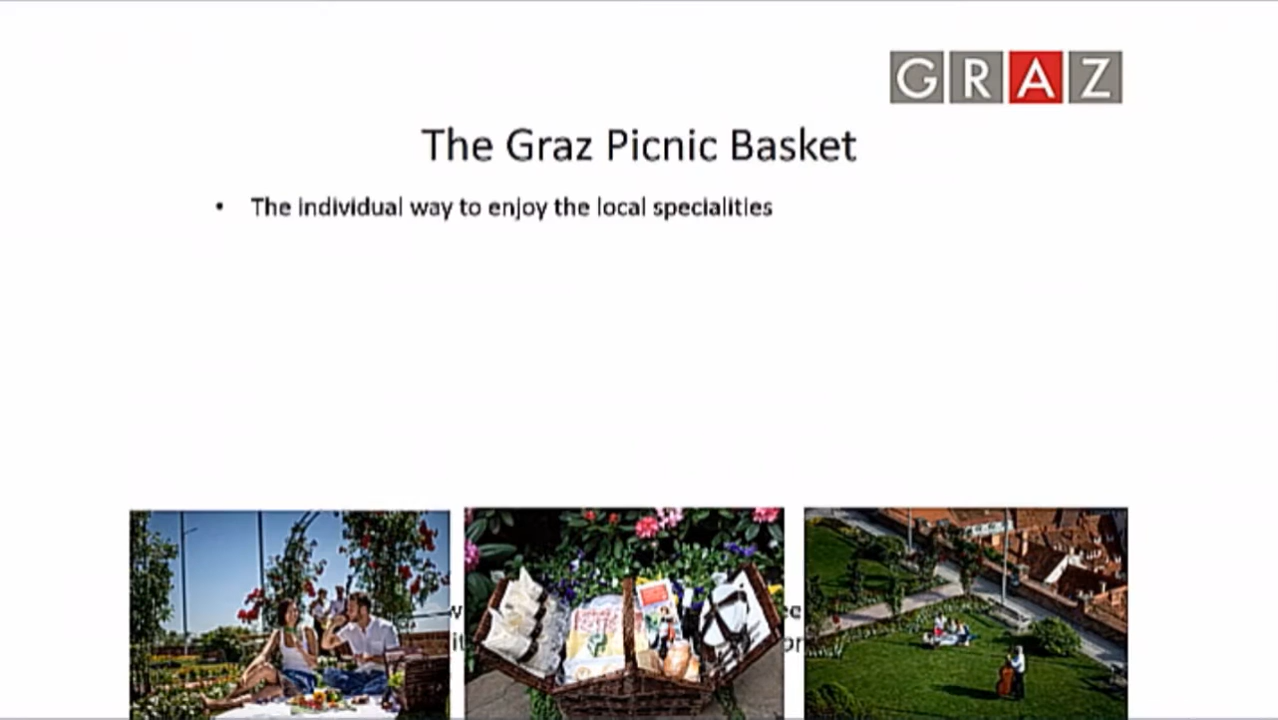 GRAZ
The Graz Picnic Basket
• The individual way to enjoy the local specialities